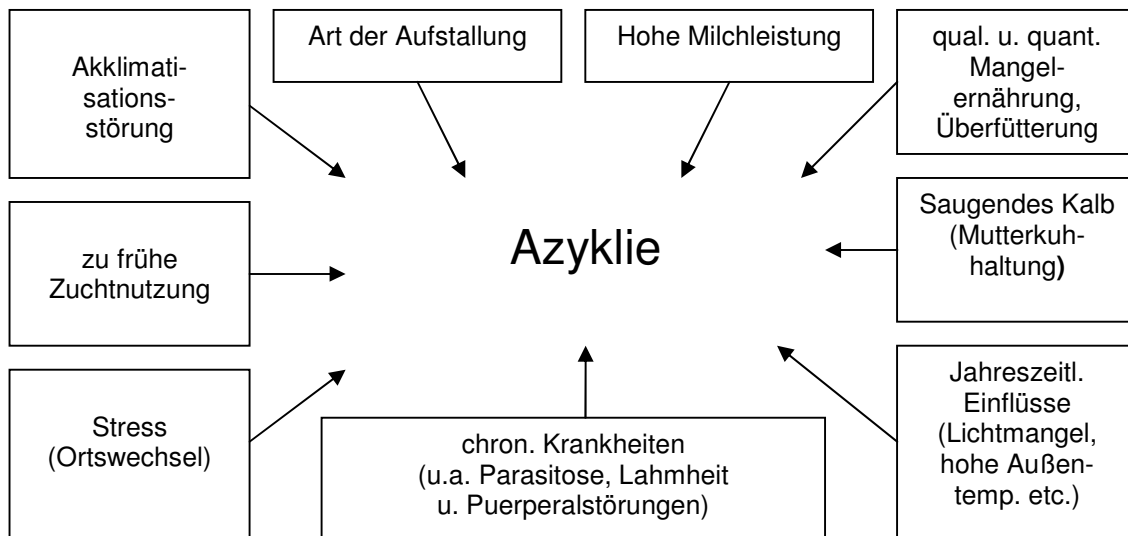 Akklimati-
sations-
störung
Art der Aufstallung
Hohe Milchleistung
qual. u. quant.
Mangel-
ernährung,
Überfütterung
zu frühe
Zuchtnutzung
Azyklie
Saugendes Kalb
(Mutterkuh-
haltung)
Stress
(Ortswechsel)
chron. Krankheiten
(u.a. Parasitose, Lahmheit
u. Puerperalstörungen)
Jahreszeitl.
Einflüsse
(Lichtmangel,
hohe Außen-
temp. etc.)